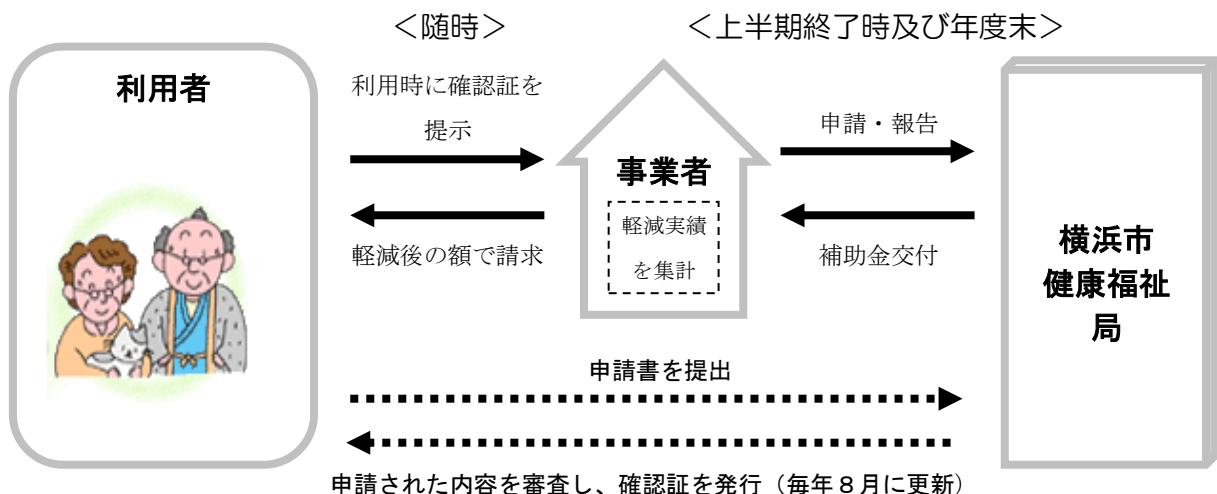 ＜随時＞
＜上半期終了時及び年度末＞
利用者
利用時に確認証を
提示
軽減後の額で請求
事業者
軽減実績
を集計
申請・報告
補助金交付
横浜市
健康福祉
局
申請書を提出
申請された内容を審査し、確認証を発行（毎年８月に更新）